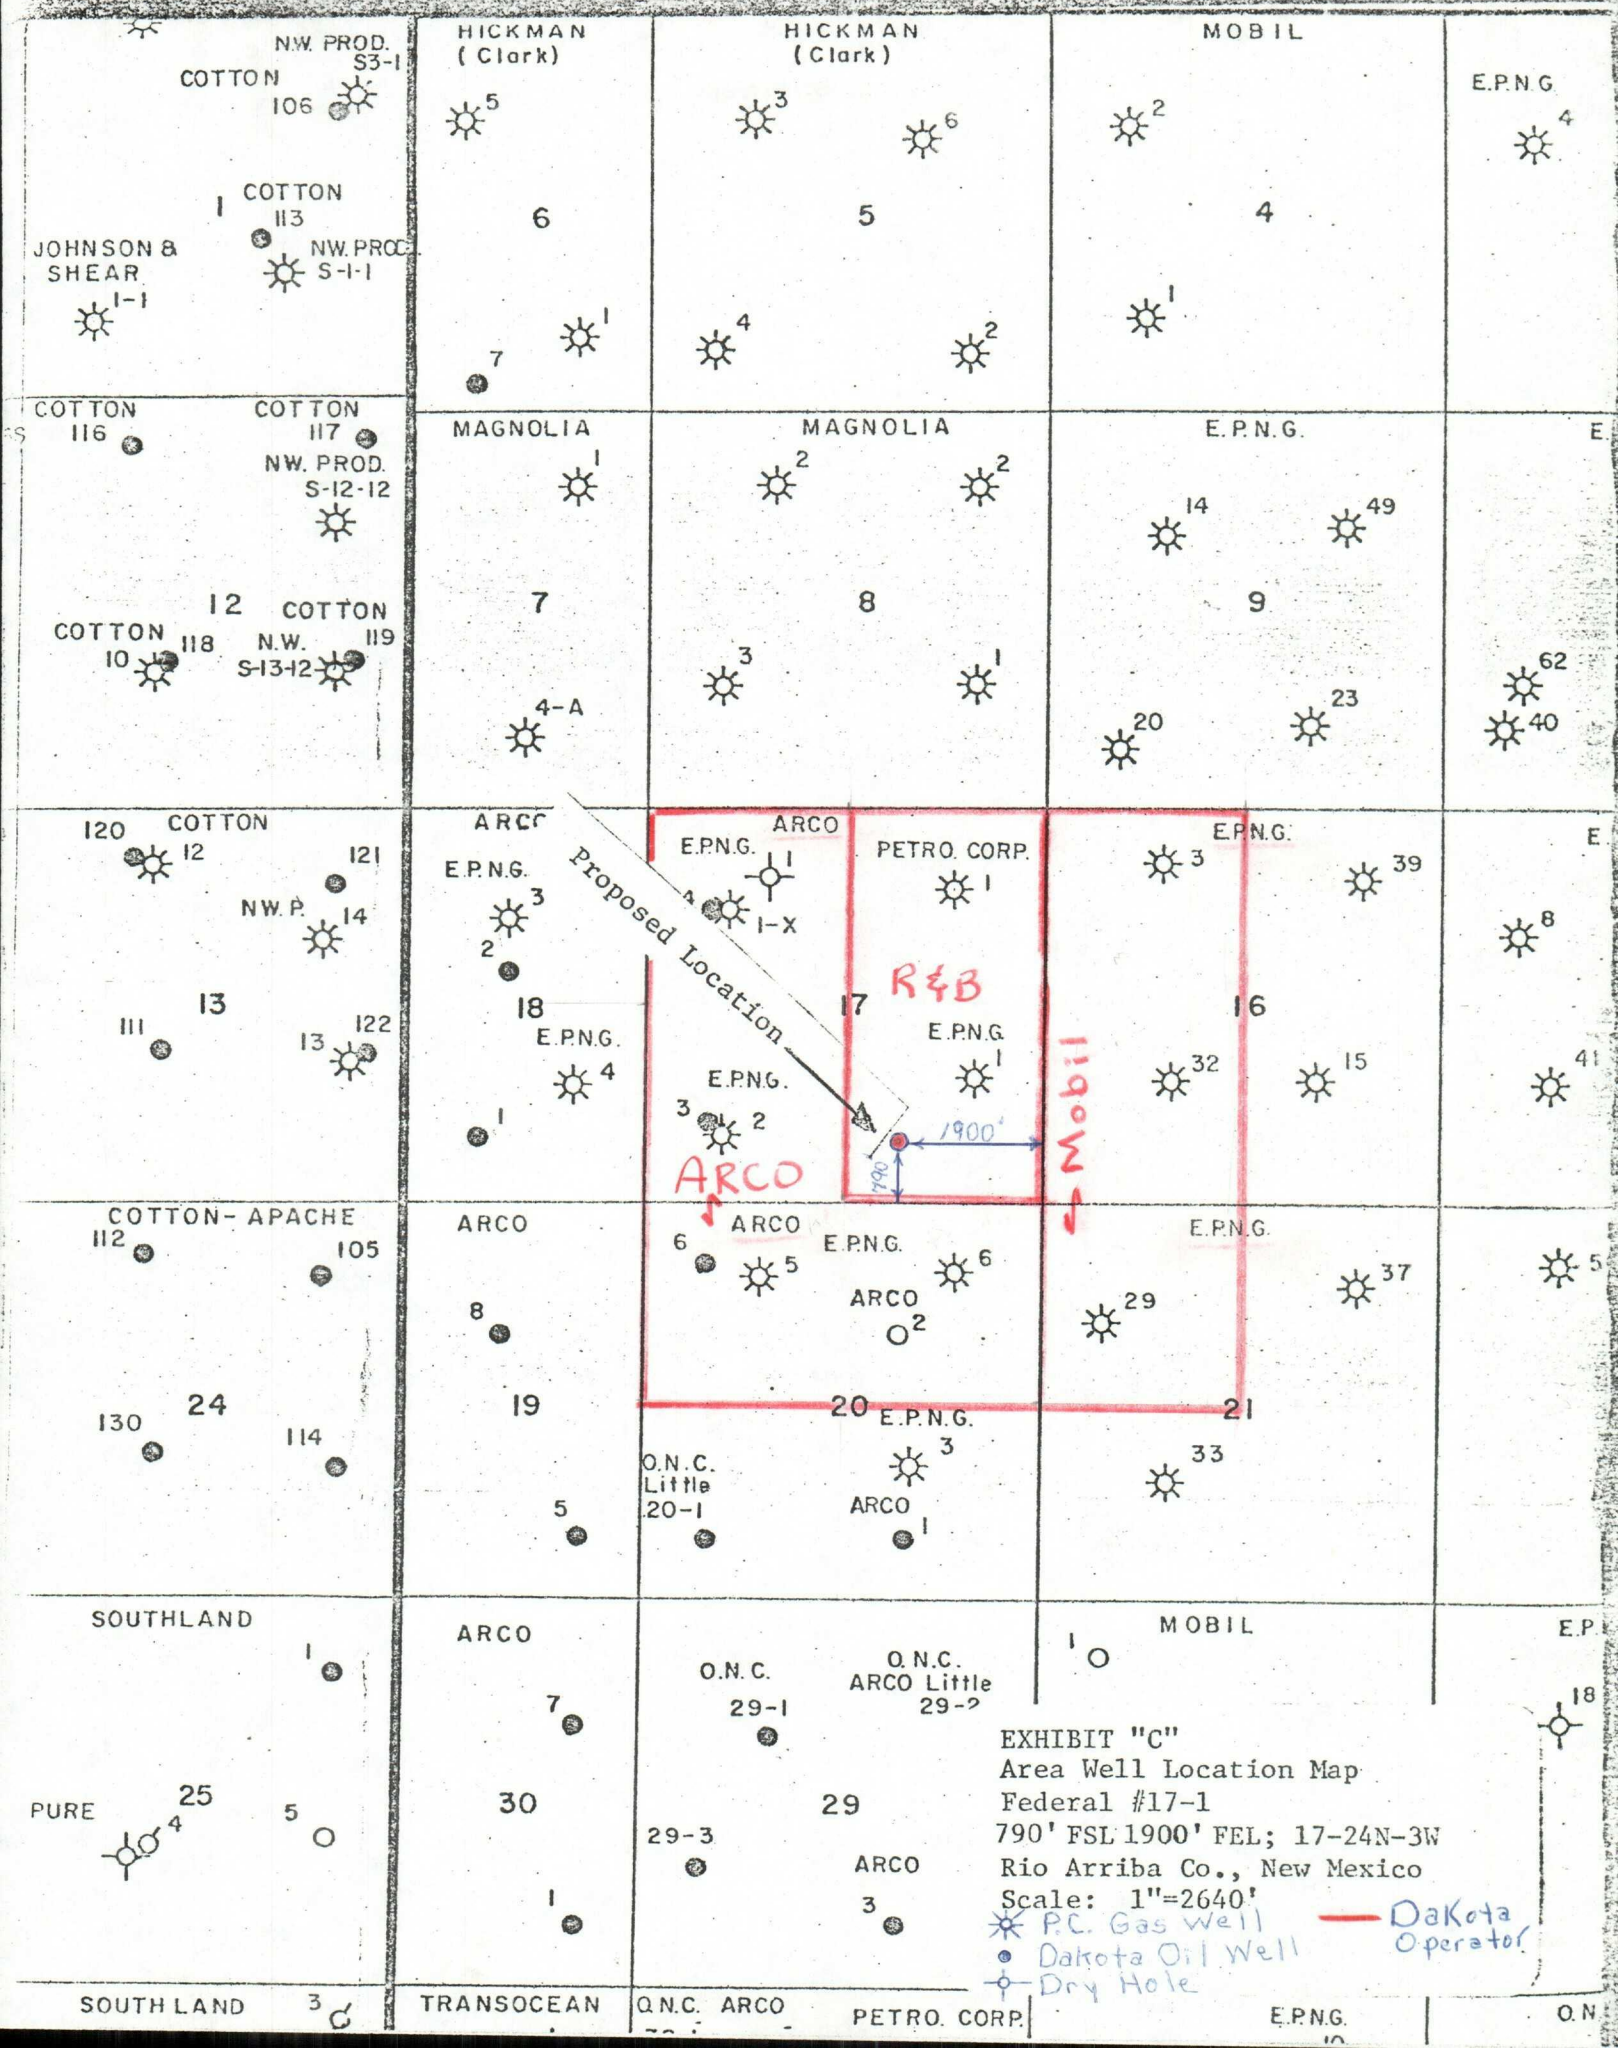 HICKMAN
(Clark)
HICKMAN
(Clark)
MOBIL
N.W. PROD.
S3-1
COTTON
106
5
3
6
2
E.P.N.G
4
COTTON
113
1
6
5
4
JOHNSON &
SHEAR
1-1
N.W. PROD.
S-1-1
1
7
4
2
1
COTTON
116
COTTON
117
MAGNOLIA
MAGNOLIA
E.P.N.G.
E.
N.W. PROD.
S-12-12
1
2
2
14
49
12
7
8
9
COTTON
10
118
COTTON
119
N.W.
S-13-12
4-A
3
1
20
23
62
40
120
COTTON
12
121
N.W.P.
14
ARCO
E.P.N.G.
3
2
ARCO
E.P.N.G.
1
1-X
PETRO. CORP.
1
E.P.N.G.
3
39
E.
8
Proposed Location
R&B
13
18
17
16
111
13
122
E.P.N.G.
4
1
E.P.N.G.
3
2
E.P.N.G
1
Mobil
32
15
41
1900'
790
ARCO
COTTON-APACHE
112
105
ARCO
8
ARCO
6
5
E.P.N.G.
6
ARCO
2
E.P.N.G.
29
37
5
24
19
20
21
130
114
5
E.P.N.G.
3
O.N.C.
Little
20-1
ARCO
1
33
SOUTHLAND
1
ARCO
7
O.N.C.
29-1
O.N.C.
ARCO Little
29-2
MOBIL
1
E.P.
18
25
30
29
PURE
4
5
1
29-3
ARCO
3
EXHIBIT "C"
Area Well Location Map
Federal #17-1
790' FSL 1900' FEL; 17-24N-3W
Rio Arriba Co., New Mexico
Scale: 1"=2640'
P.C. Gas Well
Dakota Oil Well
Dry Hole
Dakota
Operator
SOUTHLAND
3
TRANSOCEAN
O.N.C. ARCO
PETRO. CORP.
E.P.N.G.
O.N